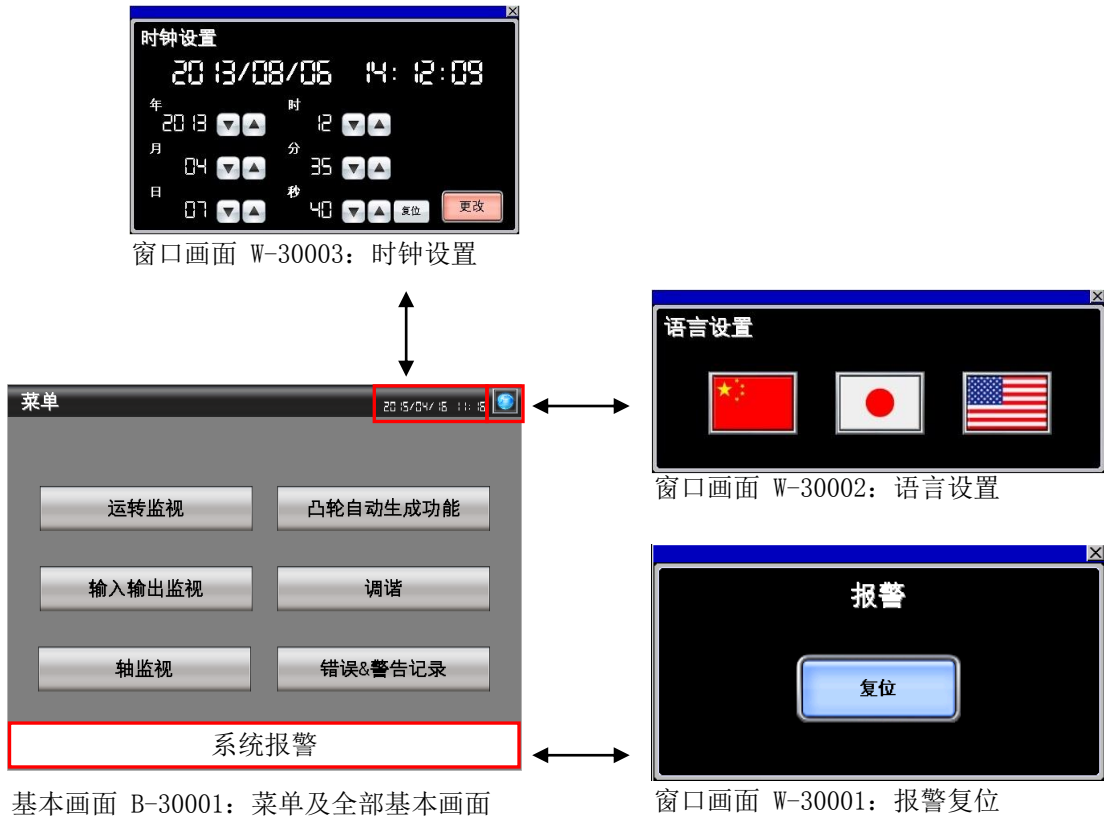 时钟设置
2013/08/06 14:12:09
年 时
2013 12
月 分
04 35
日 秒
07 40 复位 更改
窗口画面 W-30003：时钟设置
语言设置
窗口画面 W-30002：语言设置
菜单
2015/04/16 11:16
运转监视 凸轮自动生成功能
输入输出监视 调谐
轴监视 错误&警告记录
系统报警
基本画面 B-30001：菜单及全部基本画面
报警
复位
窗口画面 W-30001：报警复位